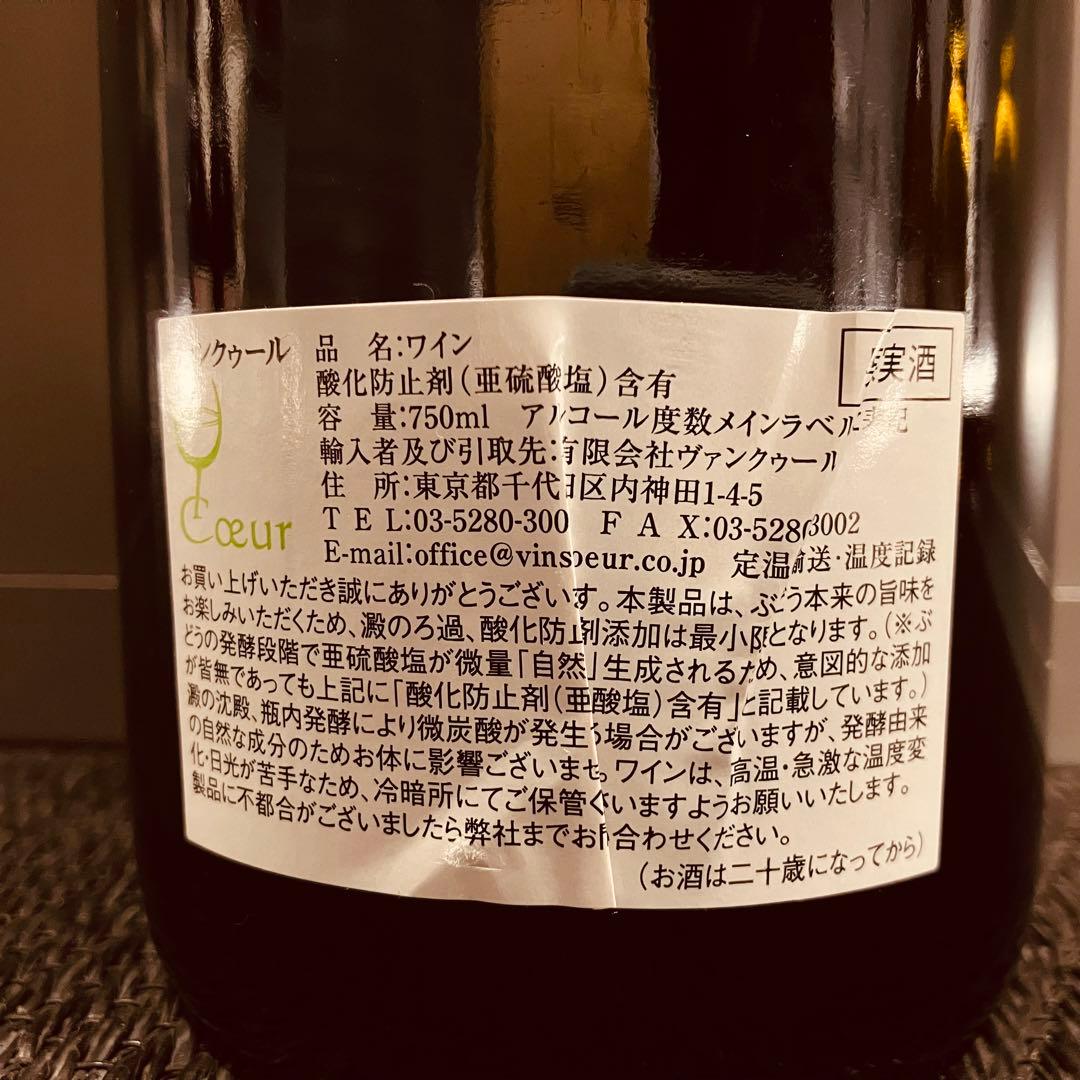 ンクゥール
Cœur
品 名:ワイン
実酒
酸化防止剤(亜硫酸塩)含有
容 量:750ml アルコール度数メインラベル
輸入者及び引取先:有限会社ヴァンクゥール
住 所:東京都千代田区内神田1-4-5
TEL:03-5280-300 FAX:03-5280 3002
E-mail:office@vinscoeur.co.jp 定温輸送・温度記録
お買い上げいただき誠にありがとうございます。本製品は、ぶどう本来の旨味を
お楽しみいただくため、澱のろ過、酸化防止剤添加は最小限となります。(※ぶ
どうの発酵段階で亜硫酸塩が微量「自然」生成されるため、意図的な添加
が皆無であっても上記に「酸化防止剤(亜酸塩)含有」と記載しています。)
澱の沈殿、瓶内発酵により微炭酸が発生する場合がございますが、発酵由来
の自然な成分のためお体に影響ございません。ワインは、高温・急激な温度変
化・日光が苦手なため、冷暗所にてご保管くださいますようお願いいたします。
製品に不都合がございましたら弊社までお問合わせください。
(お酒は二十歳になってから)